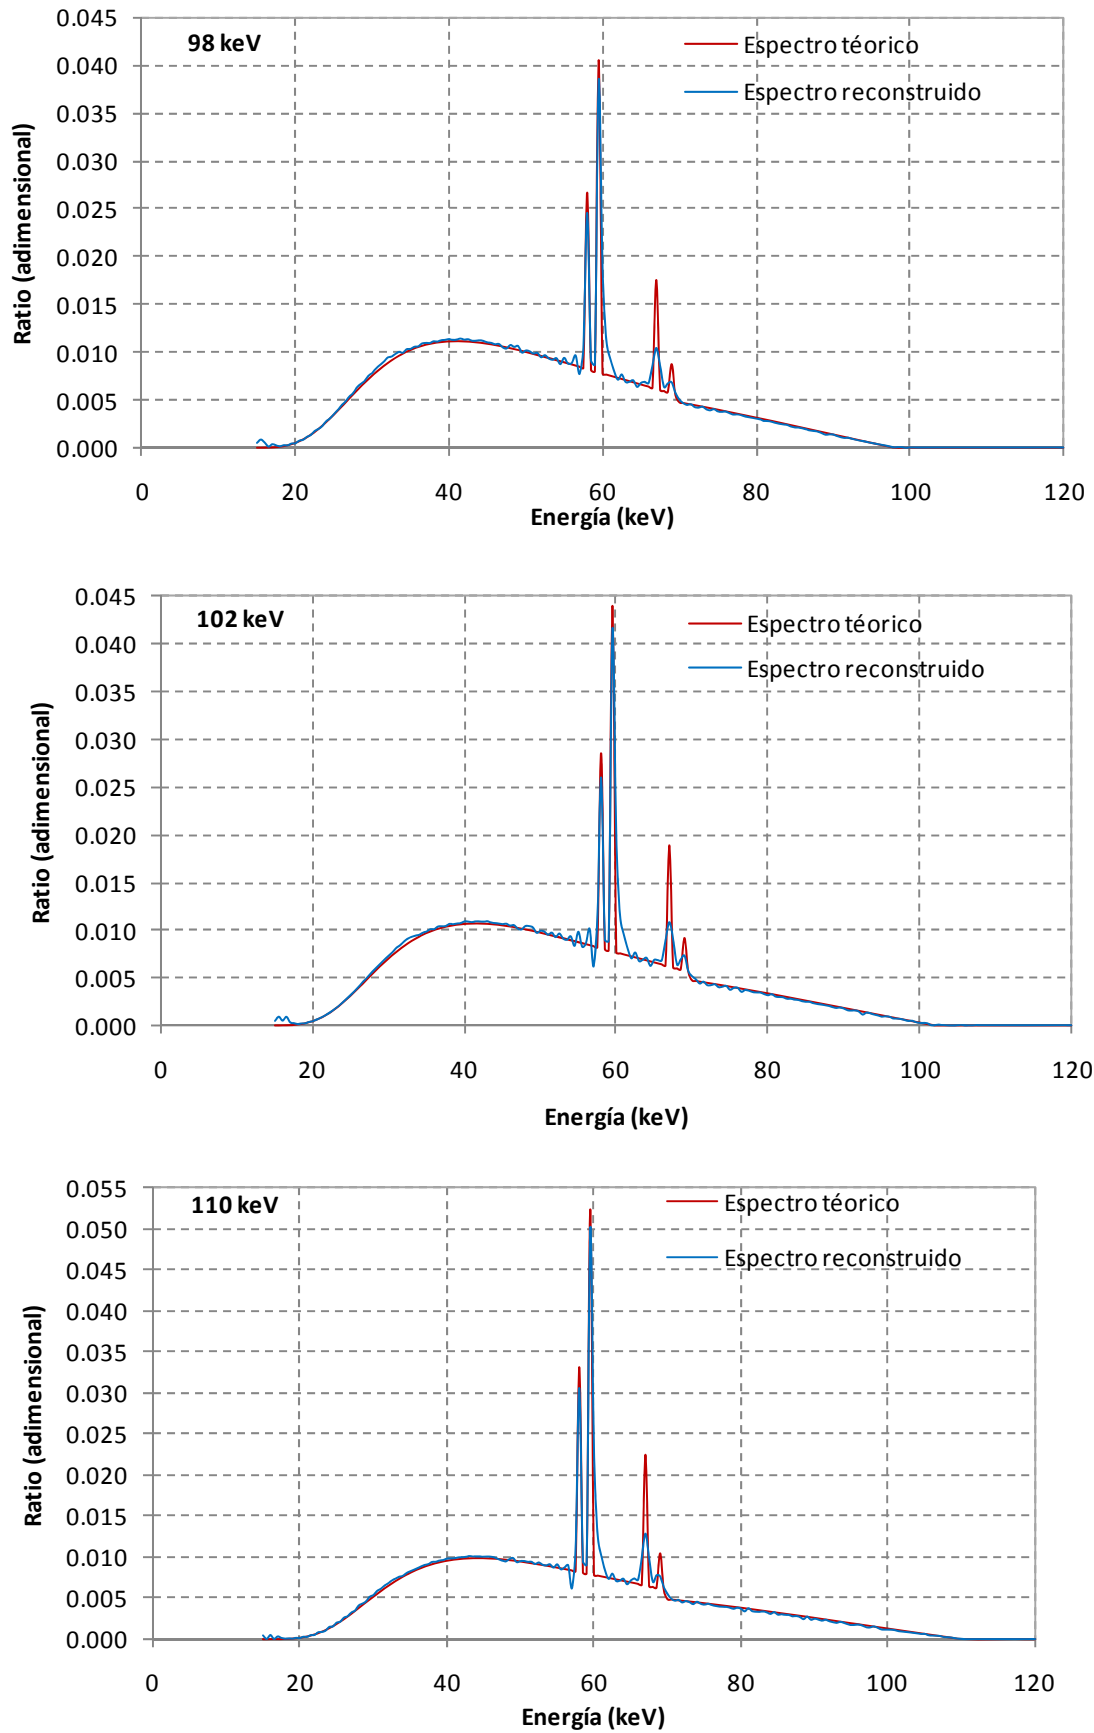 98 keV
Espectro téorico
Espectro reconstruido
Ratio (adimensional)
0.045
0.040
0.035
0.030
0.025
0.020
0.015
0.010
0.005
0.000
0 20 40 60 80 100 120
Energía (keV)
102 keV
Espectro téorico
Espectro reconstruido
Ratio (adimensional)
0.045
0.040
0.035
0.030
0.025
0.020
0.015
0.010
0.005
0.000
0 20 40 60 80 100 120
Energía (keV)
110 keV
Espectro téorico
Espectro reconstruido
Ratio (adimensional)
0.055
0.050
0.045
0.040
0.035
0.030
0.025
0.020
0.015
0.010
0.005
0.000
0 20 40 60 80 100 120
Energía (keV)